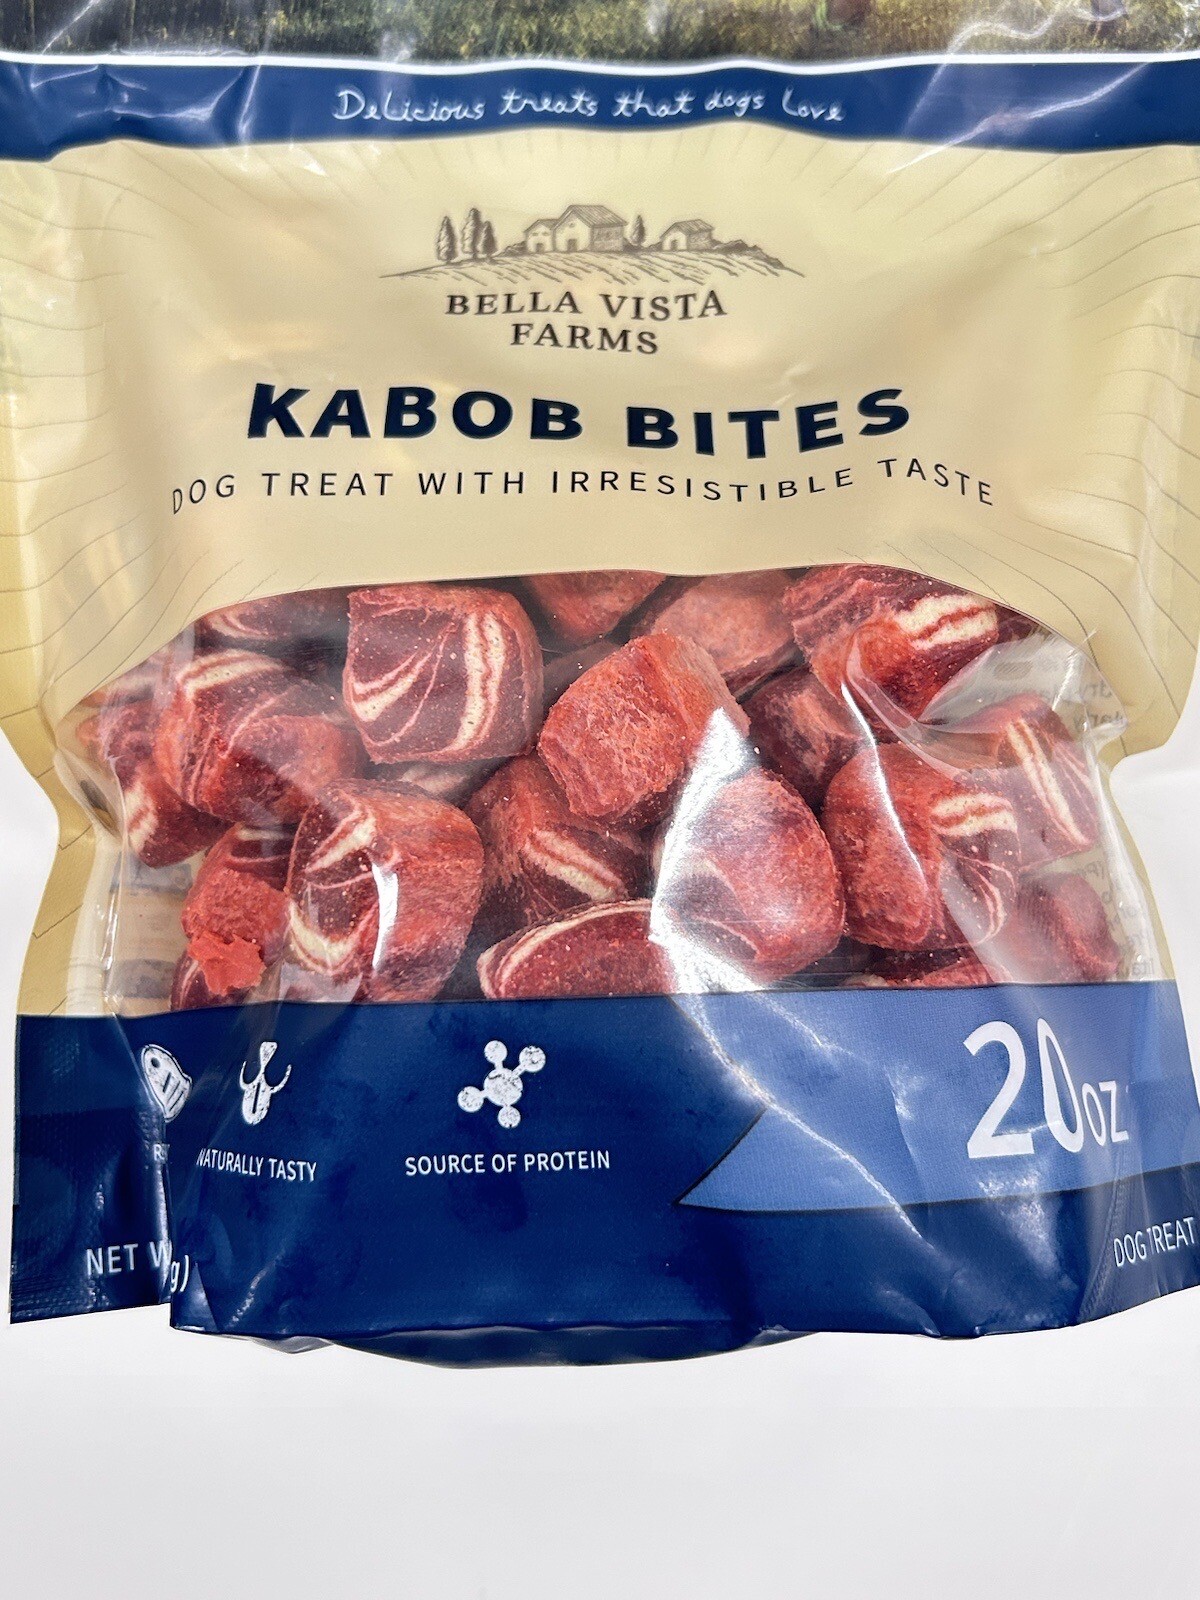 Delicious treats that dogs love
BELLA VISTA
FARMS
KABOB BITES
DOG TREAT WITH IRRESISTIBLE TASTE
NATURALLY TASTY
SOURCE OF PROTEIN
20OZ
NET
g)
DOG TREAT